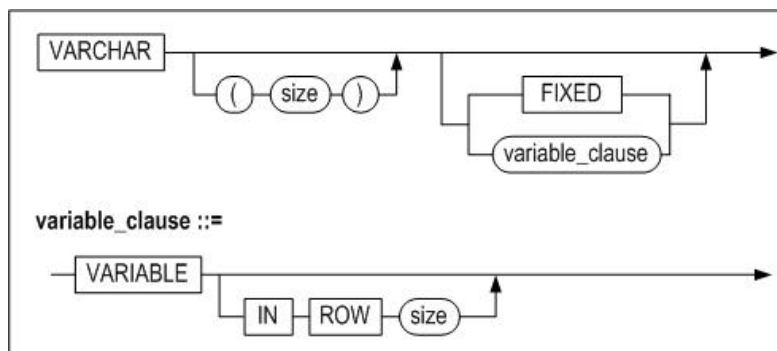 VARCHAR
( size )
FIXED
variable_clause
variable_clause ::=
VARIABLE
IN ROW size